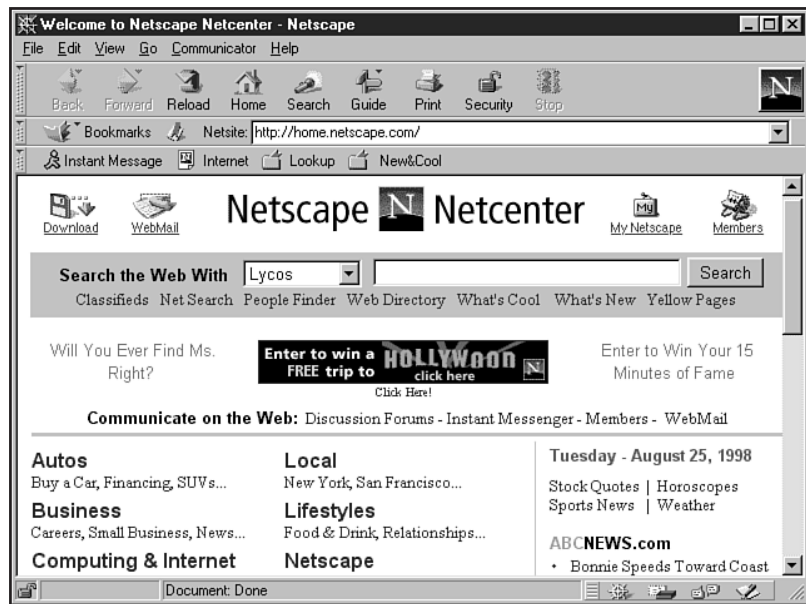 Welcome to Netscape Netcenter - Netscape
File Edit View Go Communicator Help
Back Forward Reload Home Search Guide Print Security Stop
N
Bookmarks Netsite: http://home.netscape.com/
Instant Message Internet Lookup New&Cool
Download WebMail Netscape N Netcenter My My Netscape Members
Search the Web With Lycos Search
Classifieds Net Search People Finder Web Directory What's Cool What's New Yellow Pages
Will You Ever Find Ms. Right?
Enter to win a FREE trip to HOLLYWOOD click here N
Click Here!
Enter to Win Your 15 Minutes of Fame
Communicate on the Web: Discussion Forums - Instant Messenger - Members - WebMail
Autos
Buy a Car, Financing, SUVs...
Business
Careers, Small Business, News...
Computing & Internet
Local
New York, San Francisco...
Lifestyles
Food & Drink, Relationships...
Netscape
Tuesday - August 25, 1998
Stock Quotes | Horoscopes
Sports News | Weather
ABCNEWS.com
• Bonnie Speeds Toward Coast
Document: Done